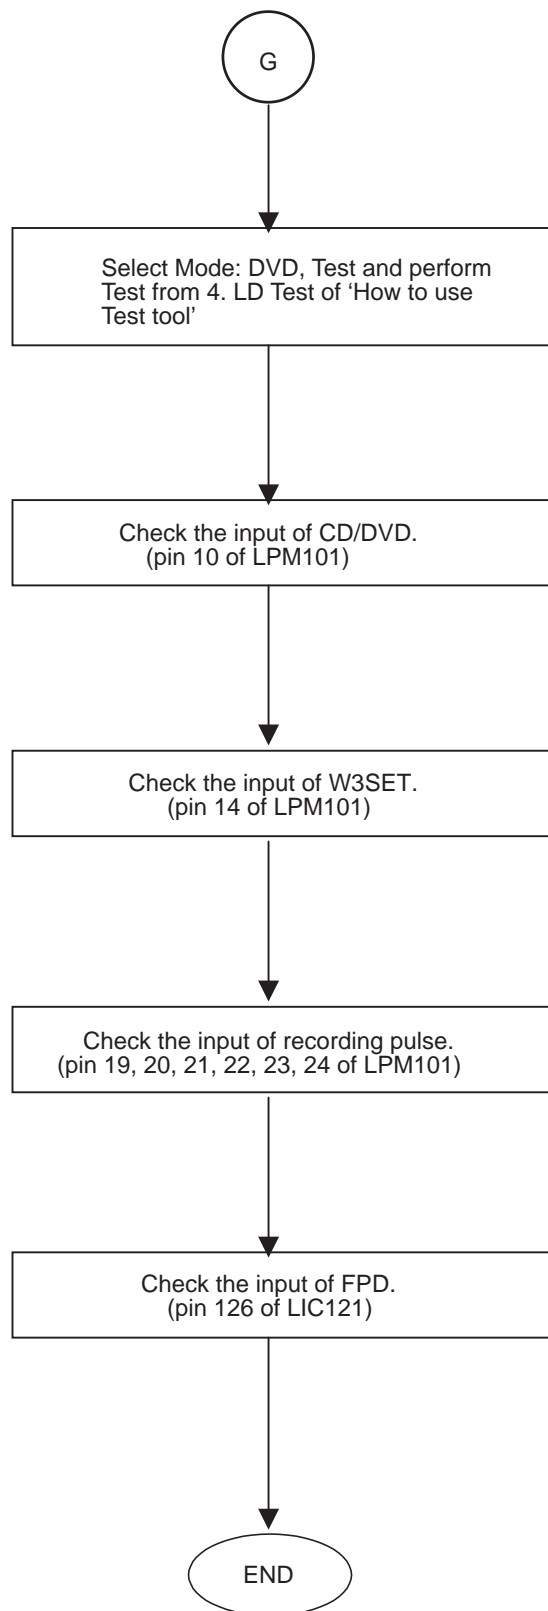 G
Select Mode: DVD, Test and perform
Test from 4. LD Test of ‘How to use
Test tool’
Check the input of CD/DVD.
(pin 10 of LPM101)
Check the input of W3SET.
(pin 14 of LPM101)
Check the input of recording pulse.
(pin 19, 20, 21, 22, 23, 24 of LPM101)
Check the input of FPD.
(pin 126 of LIC121)
END